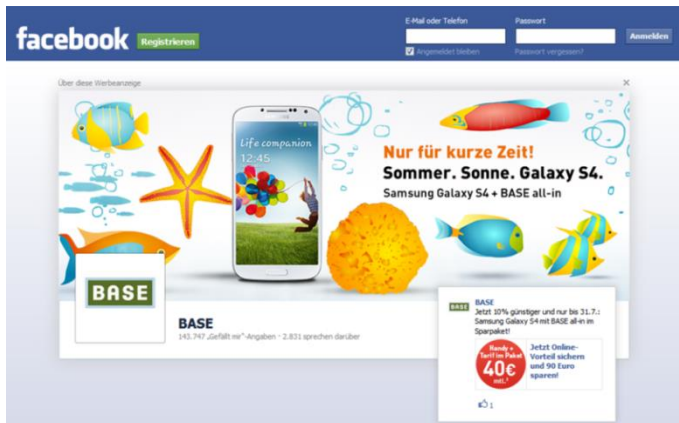 E-Mail oder Telefon
Passwort
facebook
Registrieren
Anmelden
Angemeldet bleiben
Passwort vergessen?
Über diese Werbeanzeige
Life companion
12:45
Nur für kurze Zeit!
Sommer. Sonne. Galaxy S4.
Samsung Galaxy S4 + BASE all-in
BASE
BASE
143.747 „Gefällt mir“-Angaben · 2.831 sprechen darüber
BASE
BASE
Jetzt 10% günstiger und nur bis 31.7.:
Samsung Galaxy S4 mit BASE all-in im
Sparpaket!
Handy +
Tarif im Paket
40€
mtl.
Jetzt Online-
Vorteil sichern
und 90 Euro
sparen!
1